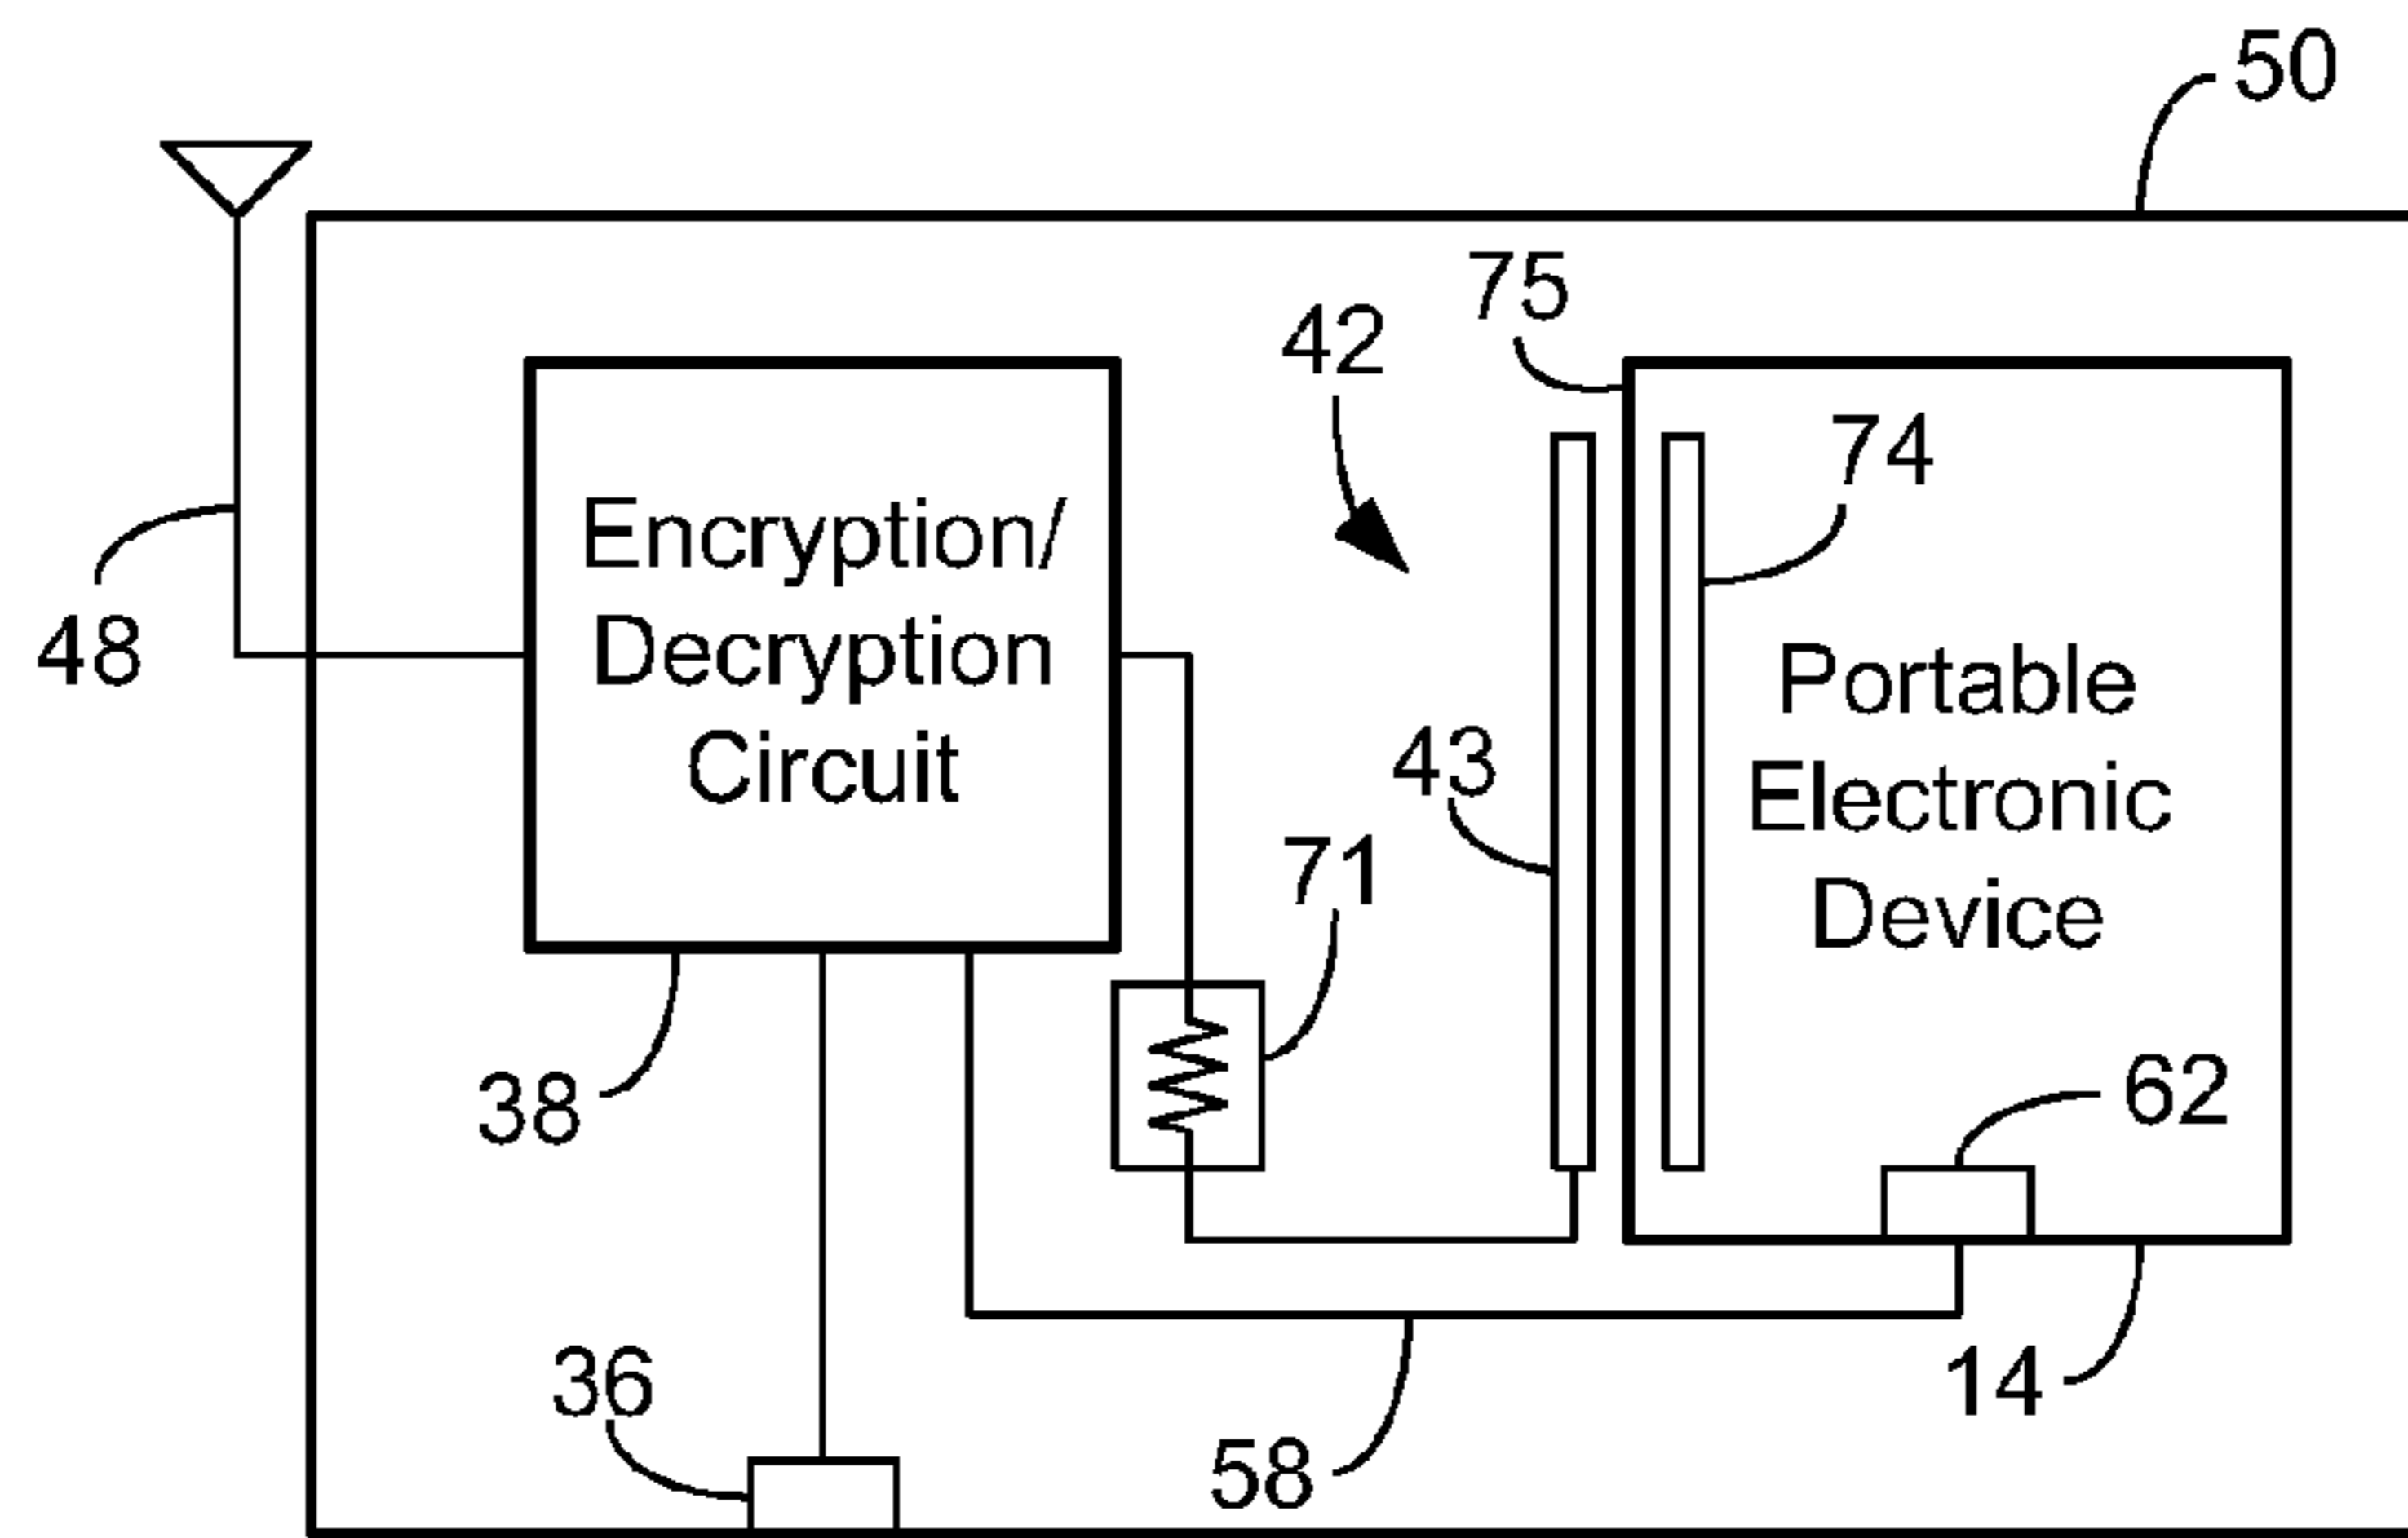 50
75
42
74
Encryption/
Decryption
Circuit
48
Portable
Electronic
Device
43
71
62
38
36
14
58